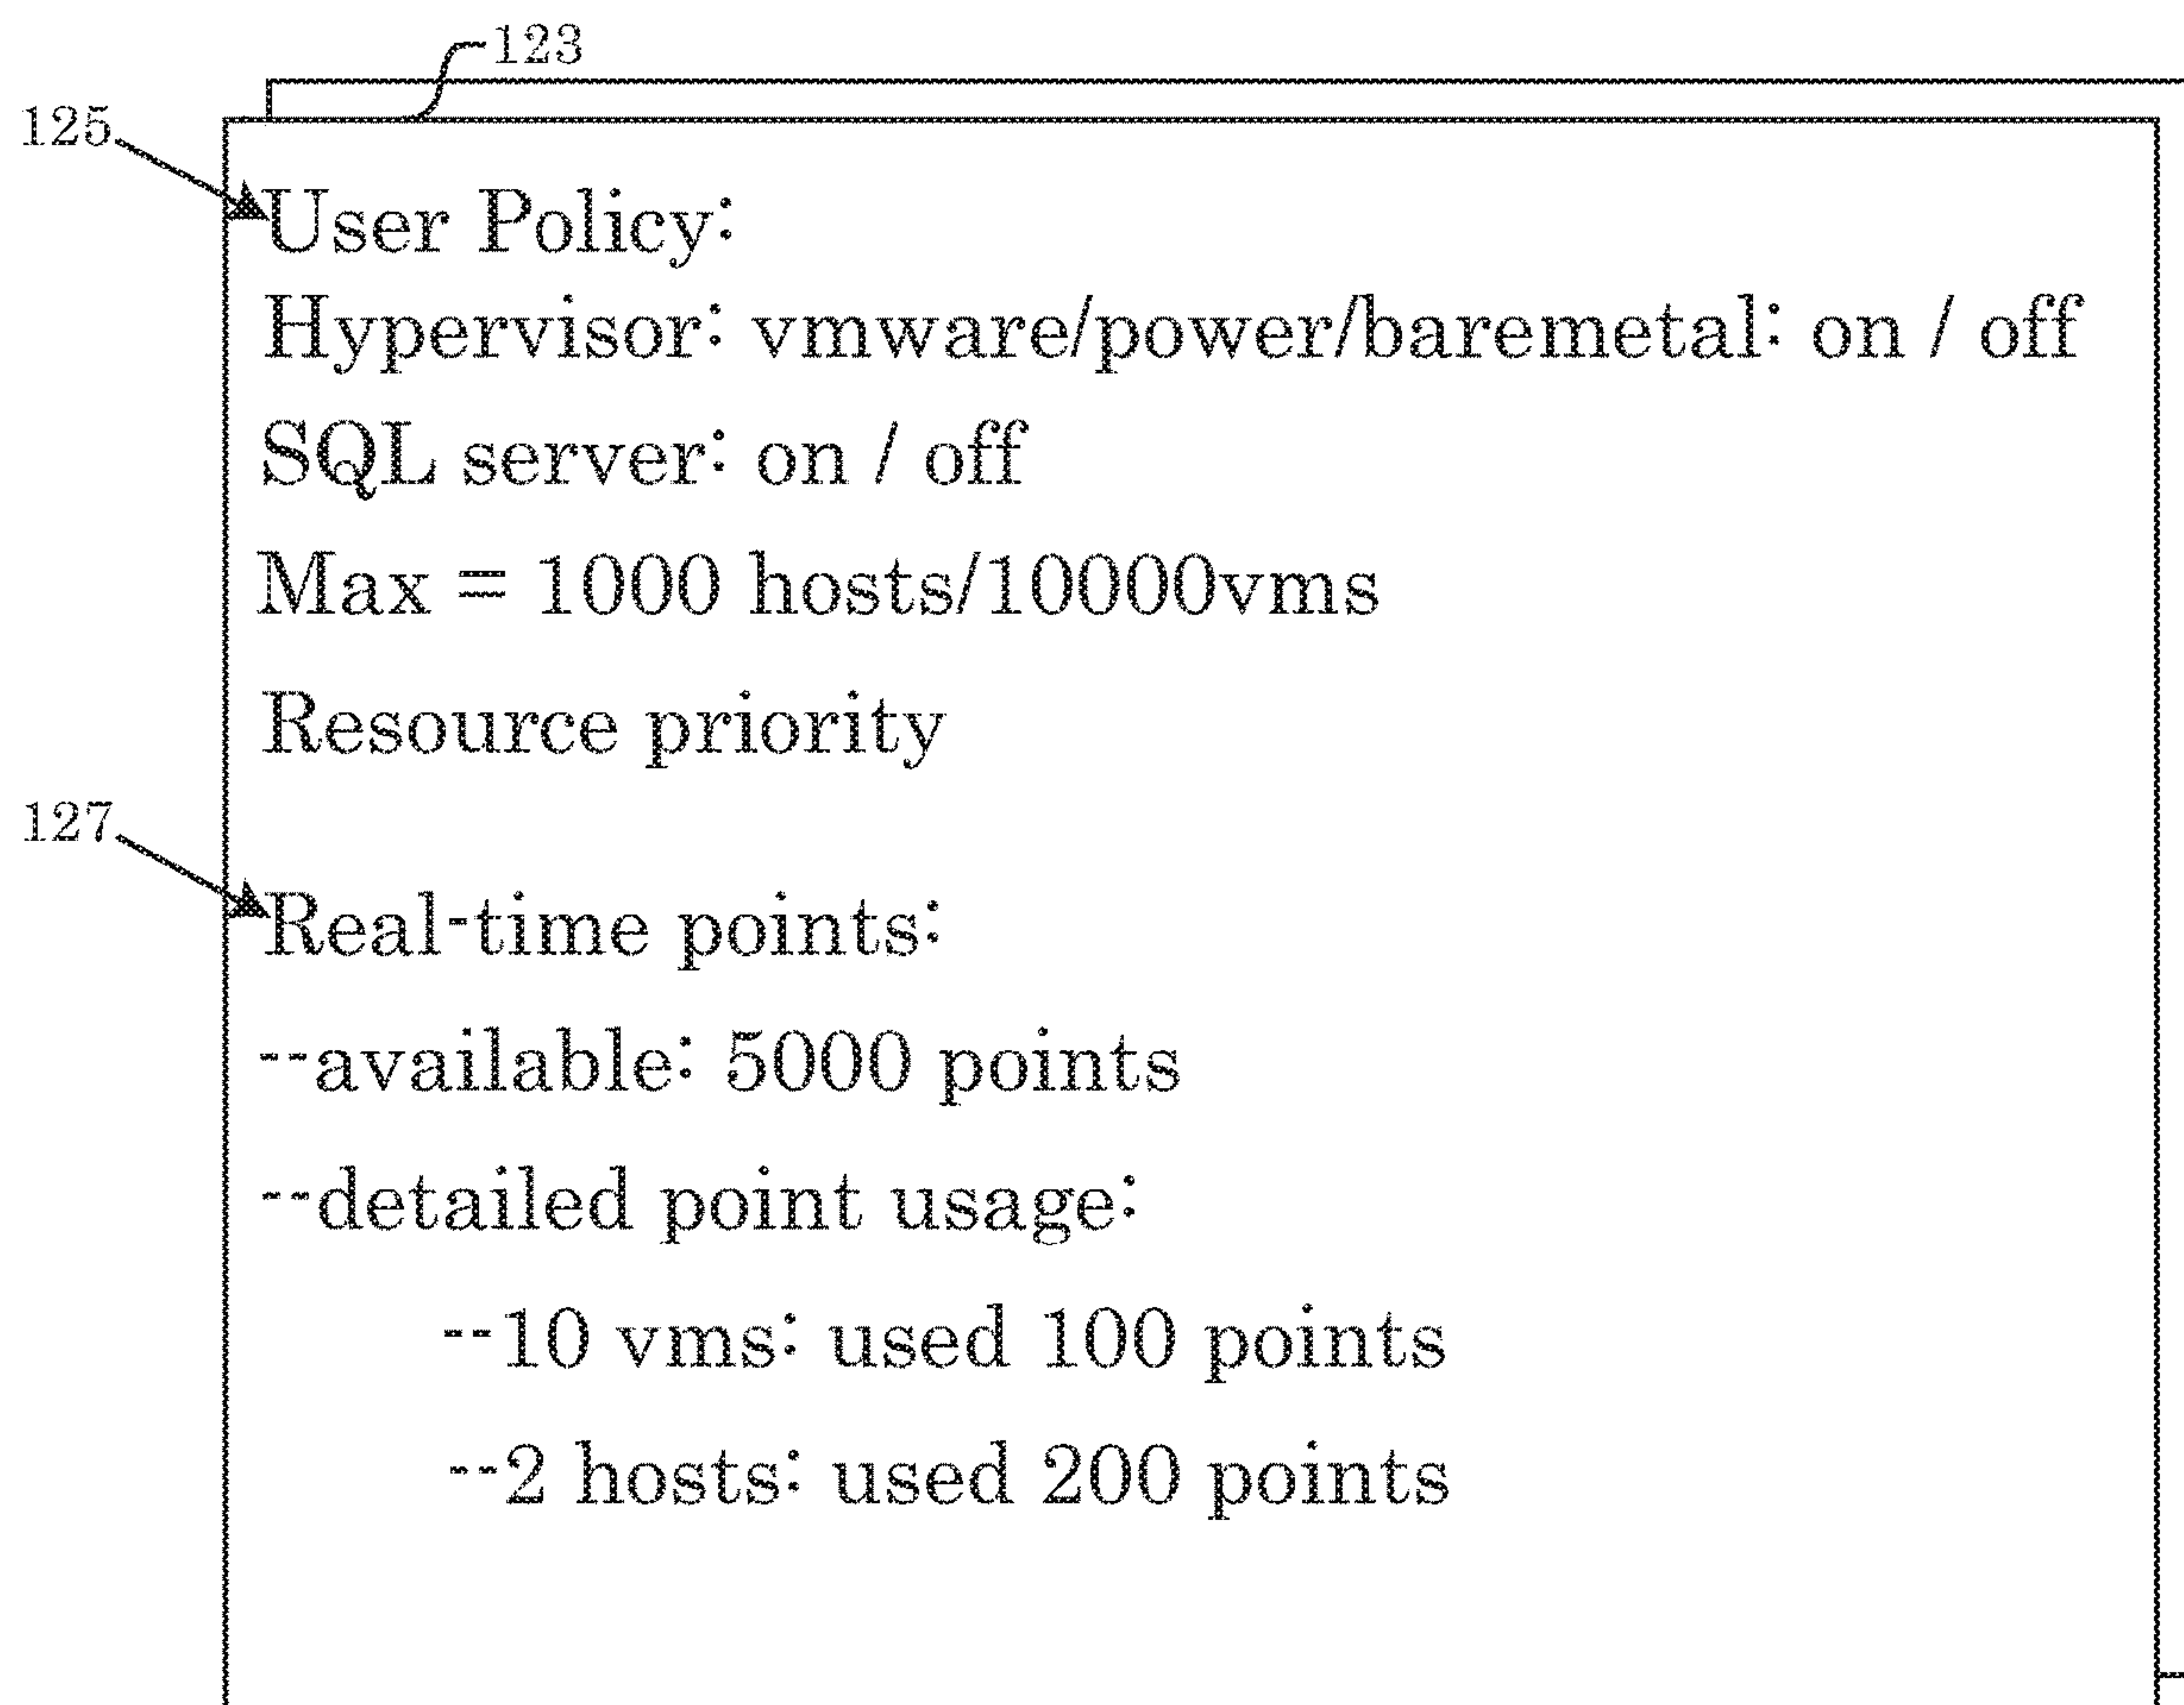 123
125
User Policy:
Hypervisor: vmware/power/baremetal: on / off
SQL server: on / off
Max = 1000 hosts/10000vms
Resource priority
127
Real-time points:
--available: 5000 points
--detailed point usage:
--10 vms: used 100 points
--2 hosts: used 200 points